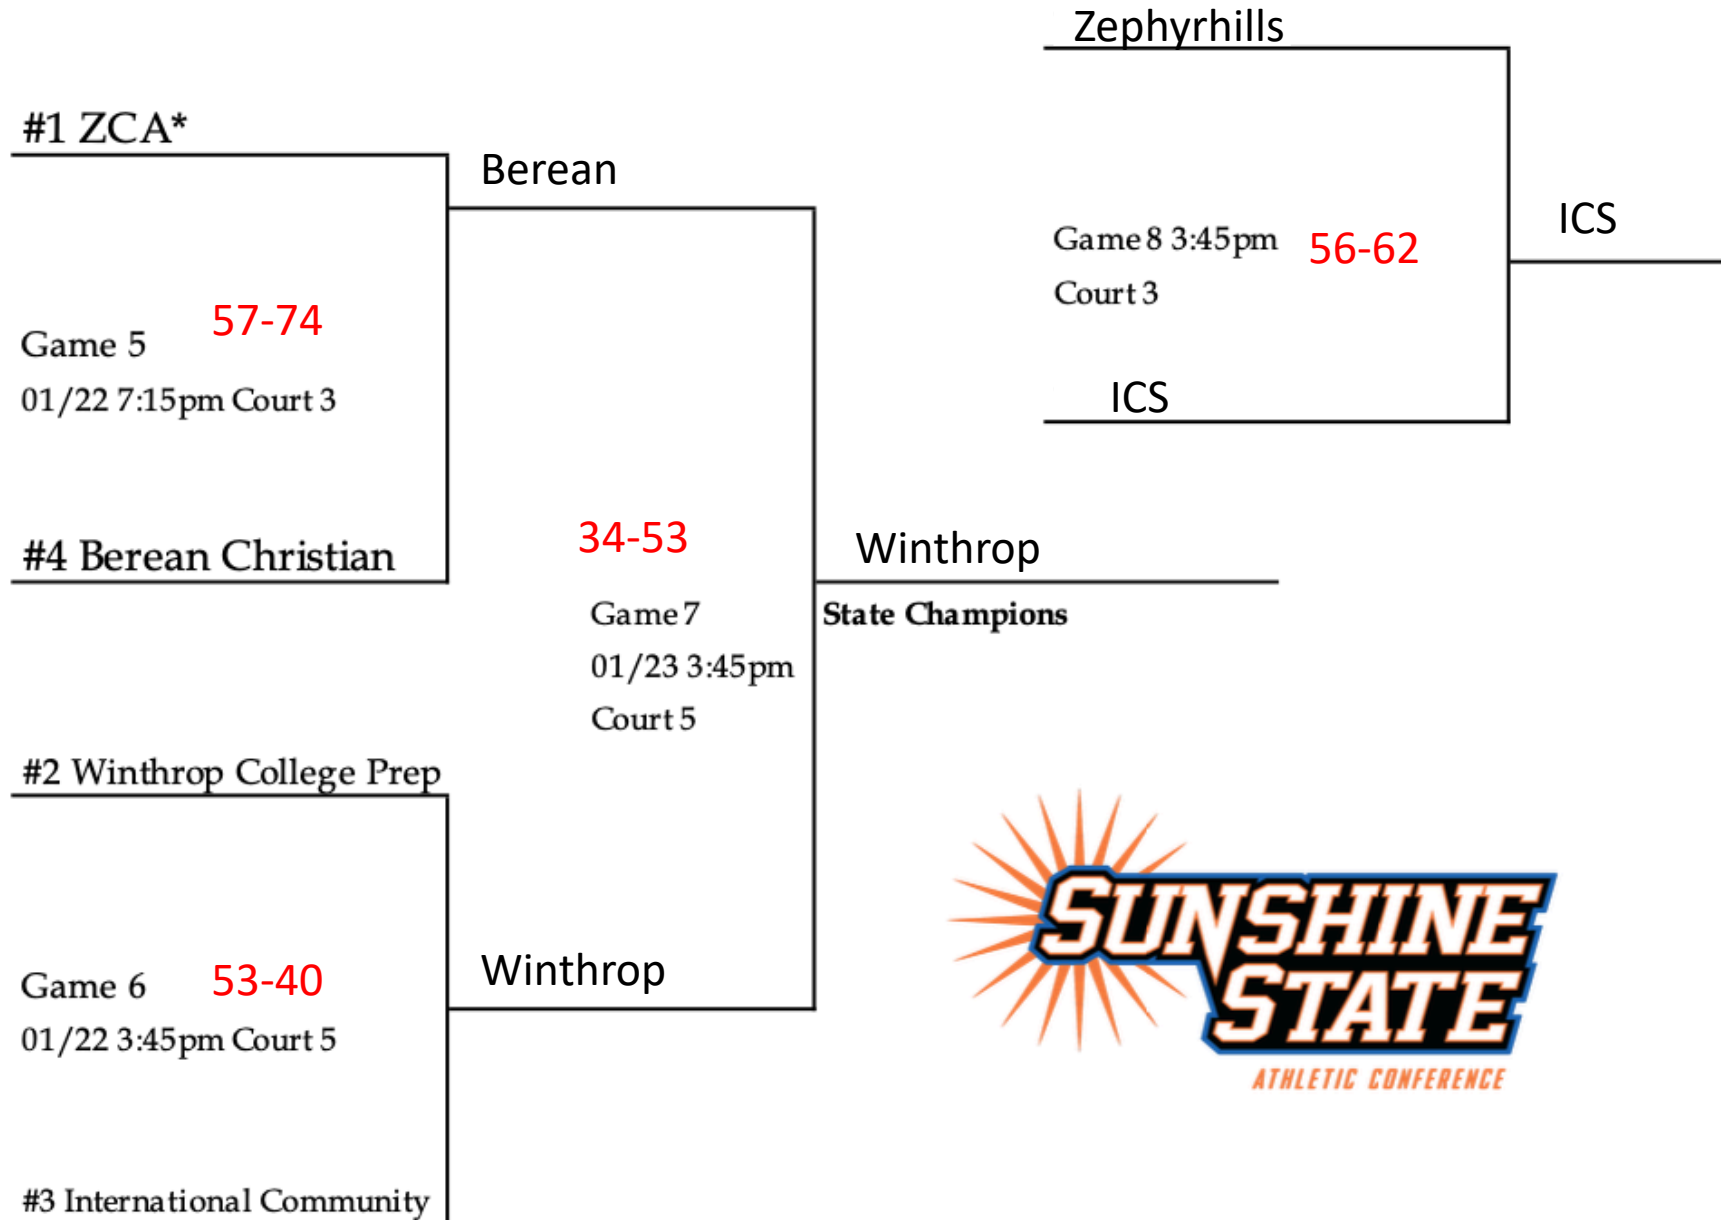 #1 ZCA*
Berean
57-74
Game 5
01/22 7:15pm Court 3
#4 Berean Christian
34-53
Game 7
01/23 3:45pm
Court 5
Winthrop
State Champions
#2 Winthrop College Prep
53-40
Game 6
01/22 3:45pm Court 5
Winthrop
#3 International Community
Zephyrhills
Game 8 3:45pm 56-62
Court 3
ICS
ICS
SUNSHINE
STATE
ATHLETIC CONFERENCE